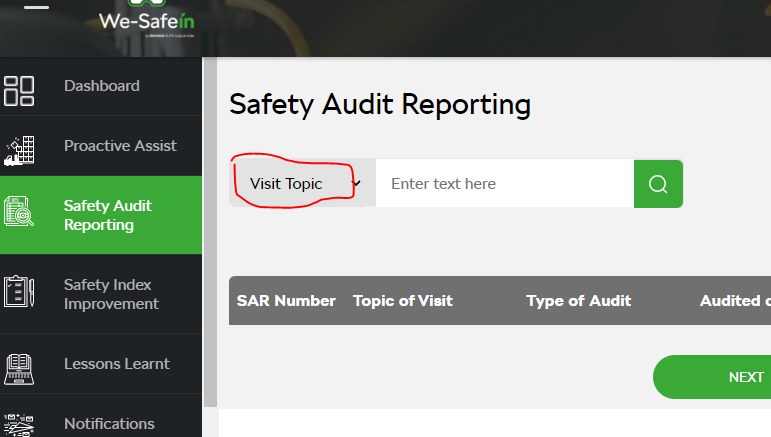 We-Safein
Dashboard
Proactive Assist
Safety Audit
Reporting
Safety Index
Improvement
Lessons Learnt
Notifications
Safety Audit Reporting
Visit Topic
Enter text here
SAR Number Topic of Visit Type of Audit Audited
NEXT